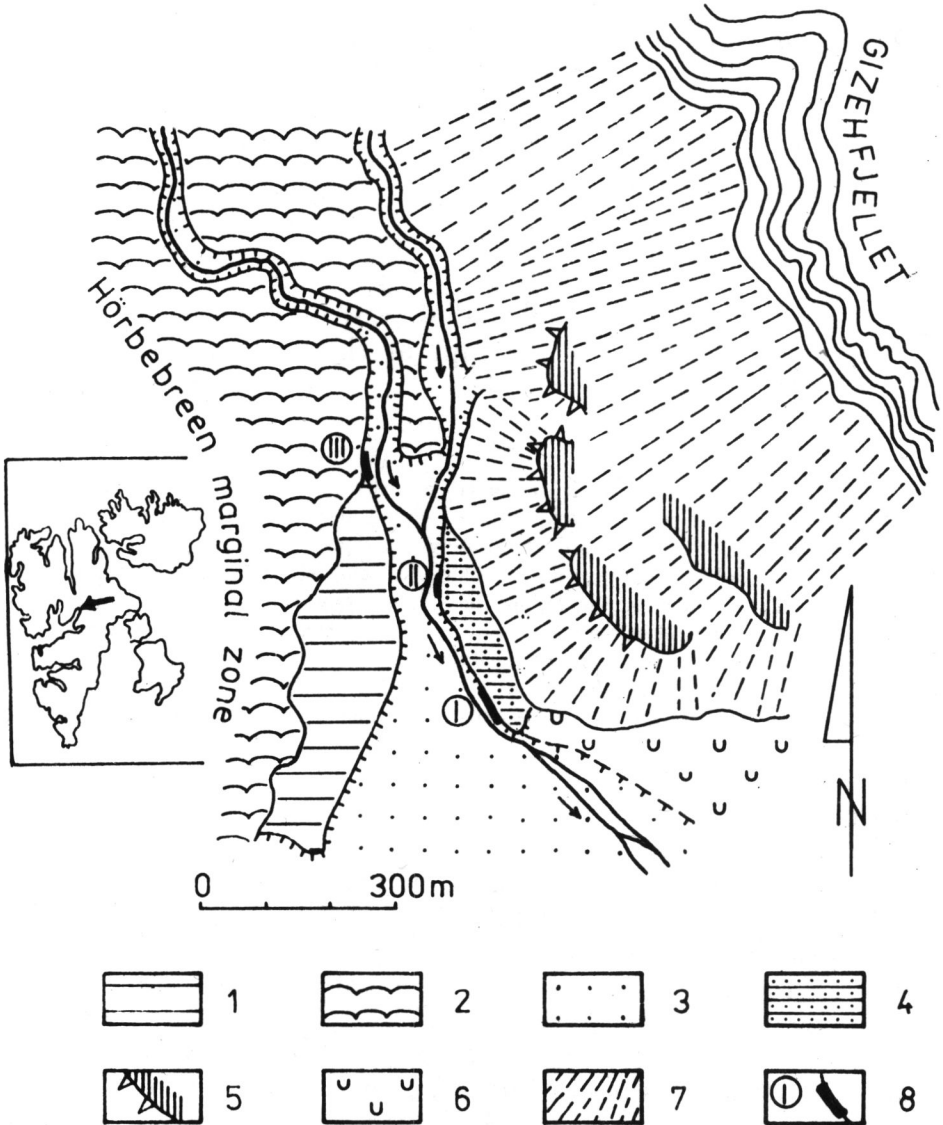 GIZEHFJELLET
Hörbebreen marginal zone
III
II
I
N
0 300m
1 2 3 4
5 6 7 I 8